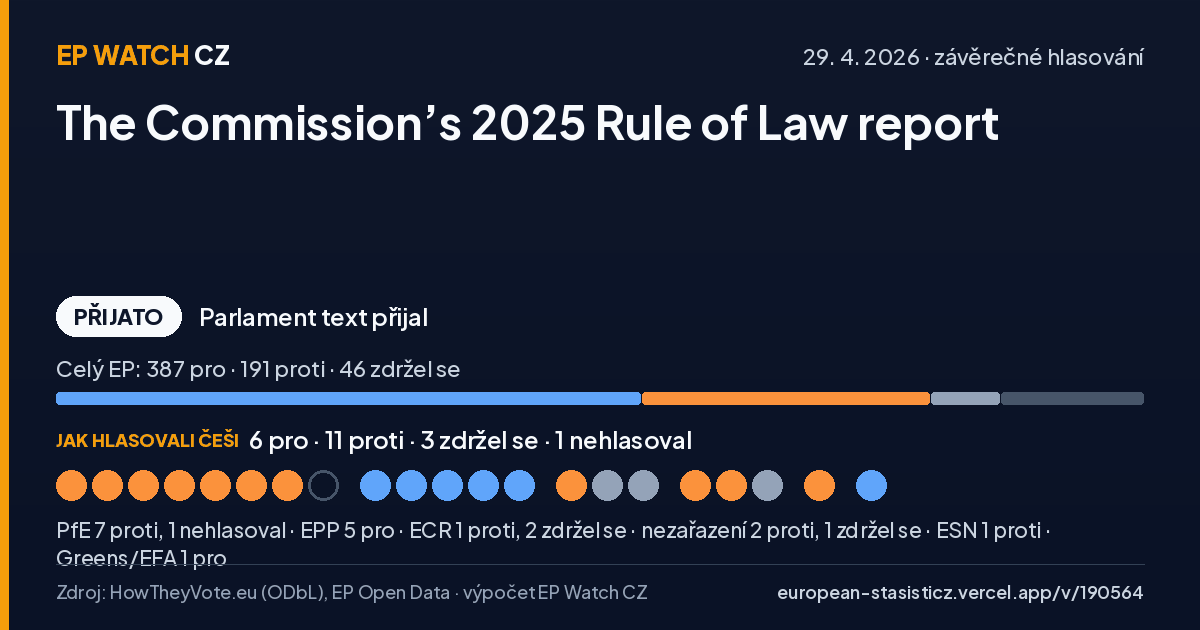 EP WATCH CZ
29. 4. 2026 · závěrečné hlasování
The Commission’s 2025 Rule of Law report
PŘIJATO Parlament text přijal
Celý EP: 387 pro · 191 proti · 46 zdržel se
JAK HLASOVALI ČEŠI 6 pro · 11 proti · 3 zdržel se · 1 nehlasoval
PfE 7 proti, 1 nehlasoval · EPP 5 pro · ECR 1 proti, 2 zdržel se · nezařazení 2 proti, 1 zdržel se · ESN 1 proti ·
Greens/EFA 1 pro
Zdroj: HowTheyVote.eu (ODbL), EP Open Data · výpočet EP Watch CZ
european-stasisticz.vercel.app/v/190564